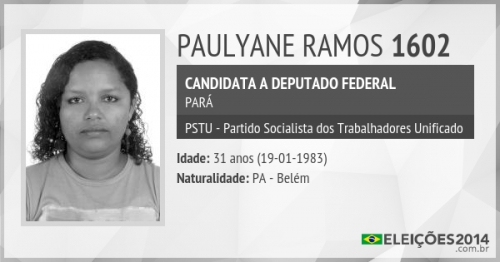 PAULYANE RAMOS 1602
CANDIDATA A DEPUTADO FEDERAL
PARÁ
PSTU - Partido Socialista dos Trabalhadores Unificado
Idade: 31 anos (19-01-1983)
Naturalidade: PA - Belém
ELEIÇÕES2014
.com.br